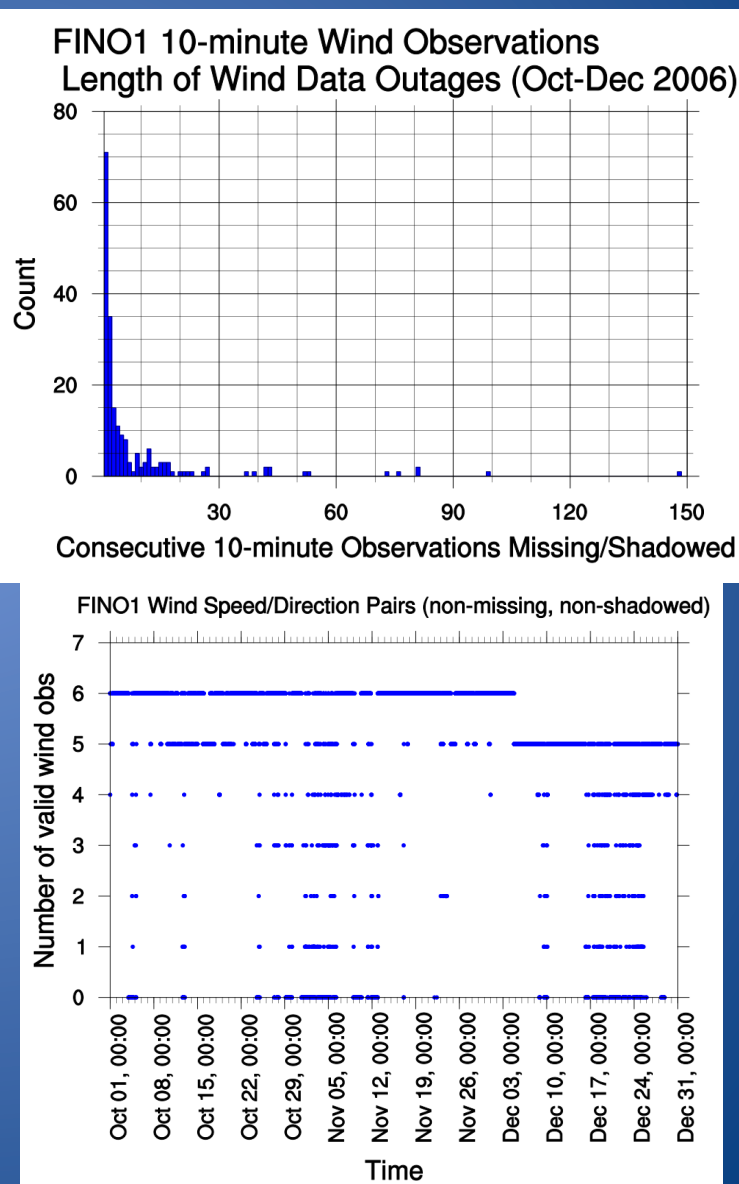 FINO1 10-minute Wind Observations
Length of Wind Data Outages (Oct-Dec 2006)
80
60
40
20
0
Count
30 60 90 120 150
Consecutive 10-minute Observations Missing/Shadowed
FINO1 Wind Speed/Direction Pairs (non-missing, non-shadowed)
7
6
5
4
3
2
1
0
Number of valid wind obs
Oct 01, 00:00
Oct 08, 00:00
Oct 15, 00:00
Oct 22, 00:00
Oct 29, 00:00
Nov 05, 00:00
Nov 12, 00:00
Nov 19, 00:00
Nov 26, 00:00
Dec 03, 00:00
Dec 10, 00:00
Dec 17, 00:00
Dec 24, 00:00
Dec 31, 00:00
Time